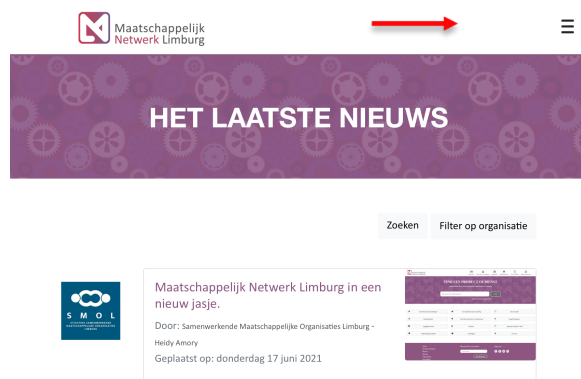 Maatschappelijk
Netwerk Limburg
HET LAATSTE NIEUWS
Zoeken
Filter op organisatie
SMOL
Maatschappelijk Netwerk Limburg in een
nieuw jasje.
Door: Samenwerkende Maatschappelijke Organisaties Limburg -
Heidy Amory
Geplaatst op: donderdag 17 juni 2021